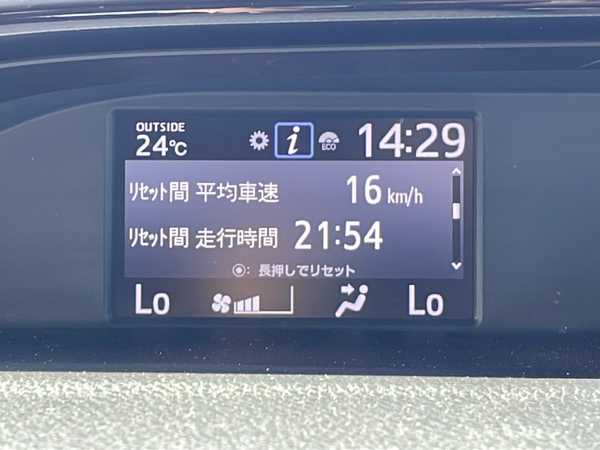 OUTSIDE
24℃ i ECO 14:29
ﾘｾｯﾄ間 平均車速 16 km/h
ﾘｾｯﾄ間 走行時間 21:54
◉: 長押しでリセット
Lo Lo